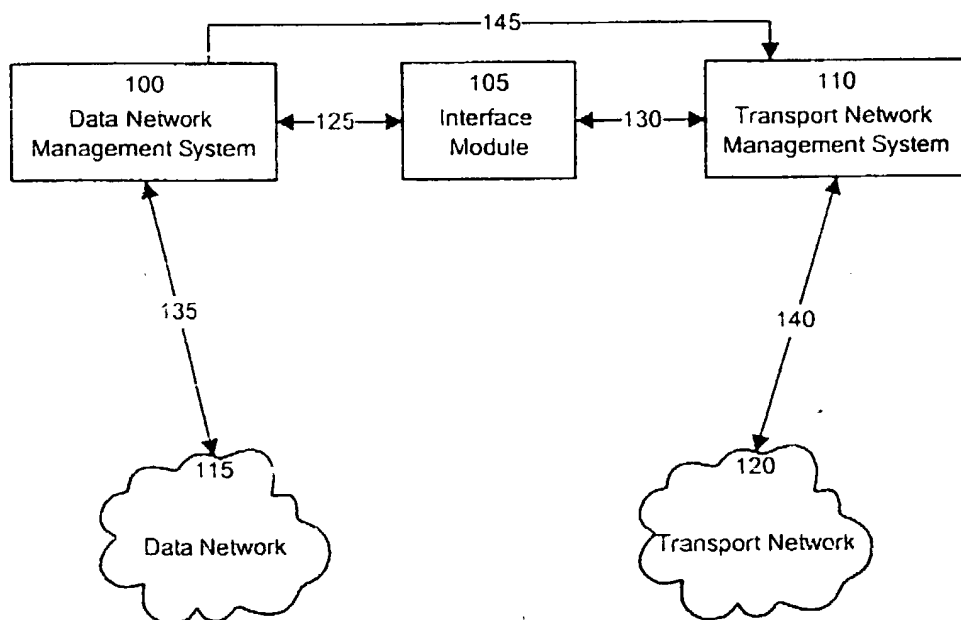 145
100
Data Network
Management System
125
105
Interface
Module
130
110
Transport Network
Management System
135
140
115
Data Network
120
Transport Network